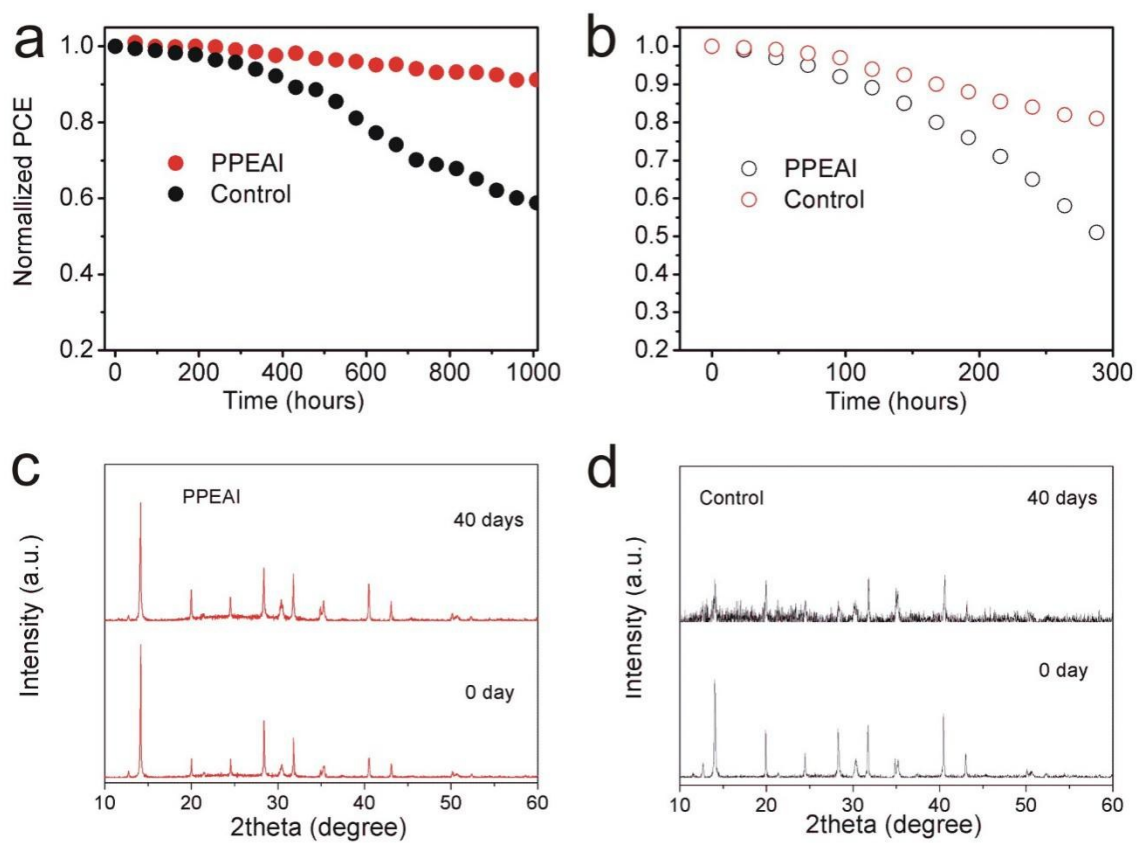 a
1.0
0.8
0.6
0.4
0.2
Normallized PCE
PPEAI
Control
0 200 400 600 800 1000
Time (hours)
b
1.0
0.9
0.8
0.7
0.6
0.5
0.4
0.3
0.2
PPEAI
Control
0 100 200 300
Time (hours)
c
PPEAI
40 days
0 day
Intensity (a.u.)
10 20 30 40 50 60
2theta (degree)
d
Control
40 days
0 day
Intensity (a.u.)
10 20 30 40 50 60
2theta (degree)